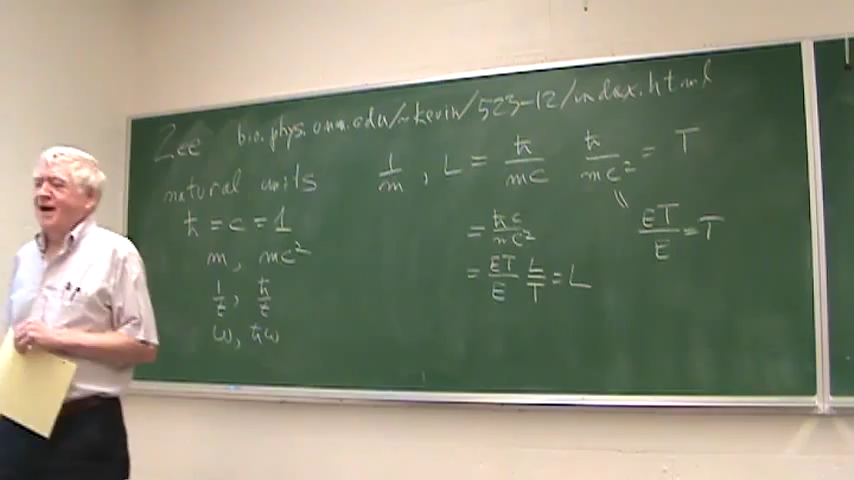 Zee bio.phys.unm.edu/~kevin/523-12/index.html
natural units
ħ = c = 1
m, mc²
1/t, ħ/t
ω, ħω
1/m, L = ħ/mc
= ħc/mc²
= ET/E L/T = L
ħ/mc² = T
"
ET/E = T